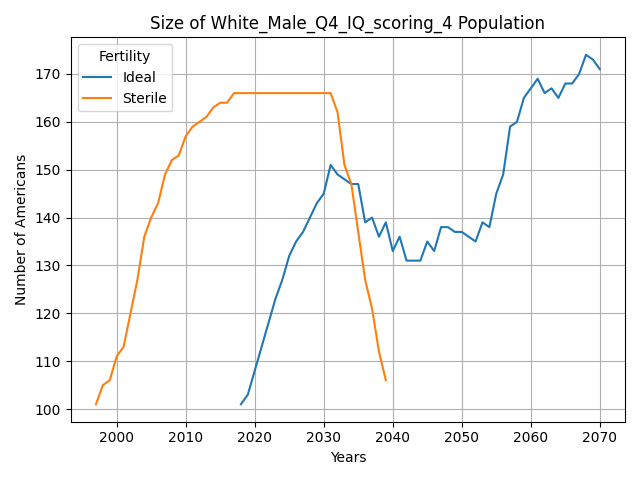 Size of White_Male_Q4_IQ_scoring_4 Population
Fertility
Ideal
Sterile
Number of Americans
170
160
150
140
130
120
110
100
2000 2010 2020 2030 2040 2050 2060 2070
Years